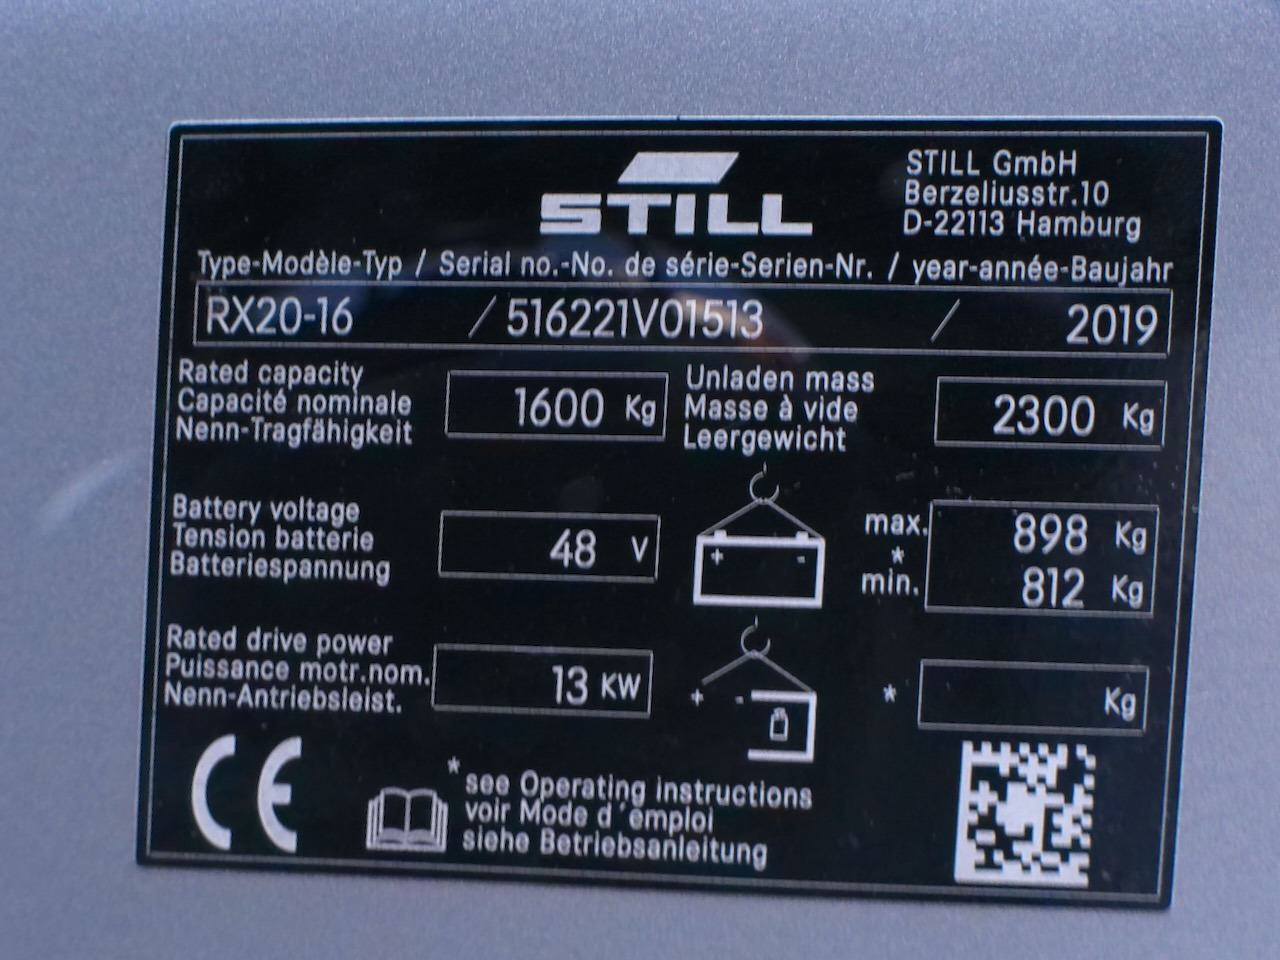 STILL
STILL GmbH
Berzeliusstr.10
D-22113 Hamburg
Type-Modèle-Typ / Serial no.-No. de série-Serien-Nr. / year-année-Baujahr
RX20-16 / 516221V01513 / 2019
Rated capacity
Capacité nominale
Nenn-Tragfähigkeit
1600 Kg
Unladen mass
Masse à vide
Leergewicht
2300 Kg
Battery voltage
Tension batterie
Batteriespannung
48 V
+ -
max. 898 Kg
*
min. 812 Kg
Rated drive power
Puissance motr.nom.
Nenn-Antriebsleist.
13 KW
+ -
* Kg
CE
*see Operating instructions
voir Mode d'emploi
siehe Betriebsanleitung